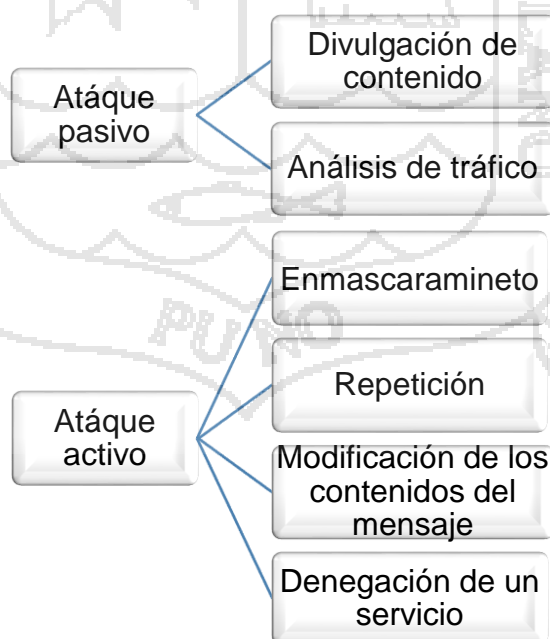 Atáque
pasivo
Divulgación de
contenido
Análisis de tráfico
Atáque
activo
Enmascaramineto
Repetición
Modificación de los
contenidos del
mensaje
Denegación de un
servicio
PUNO